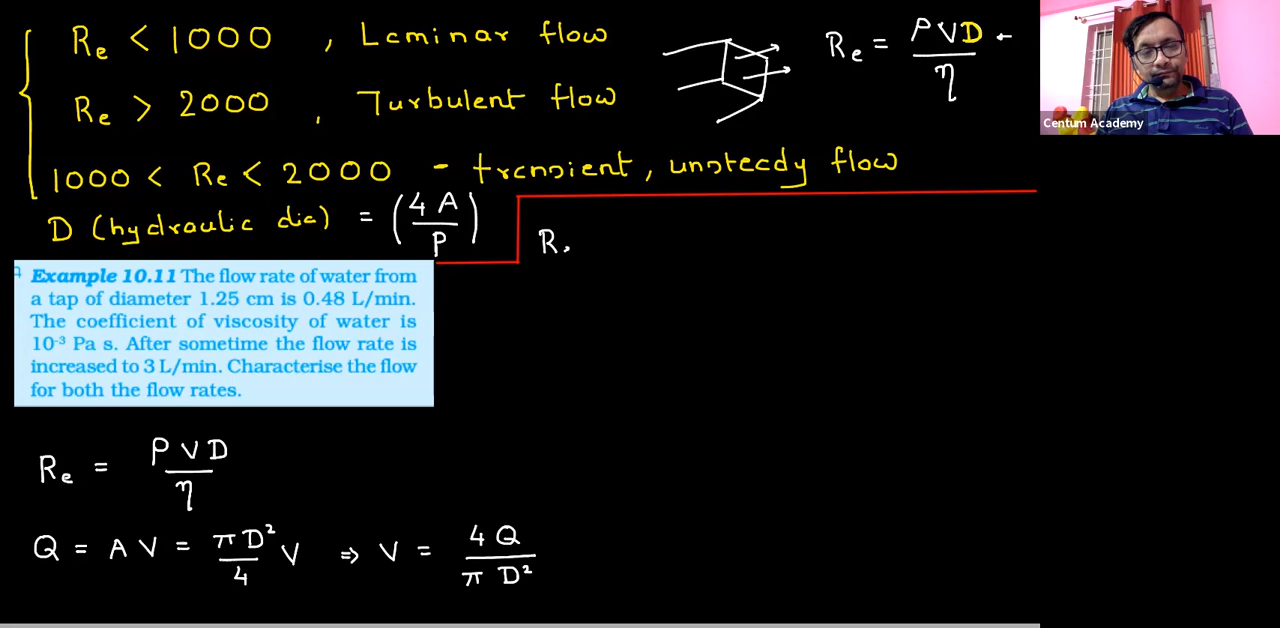 Re < 1000 , Laminar flow
Re > 2000 , Turbulent flow
1000 < Re < 2000 - transient, unsteady flow
D (hydraulic dia) = (4A/P)
Re = ρVD/η
Centum Academy
R.
Example 10.11 The flow rate of water from
a tap of diameter 1.25 cm is 0.48 L/min.
The coefficient of viscosity of water is
10⁻³ Pa s. After sometime the flow rate is
increased to 3 L/min. Characterise the flow
for both the flow rates.
Re = ρVD/η
Q = AV = πD²/4 V ⇒ V = 4Q/πD²